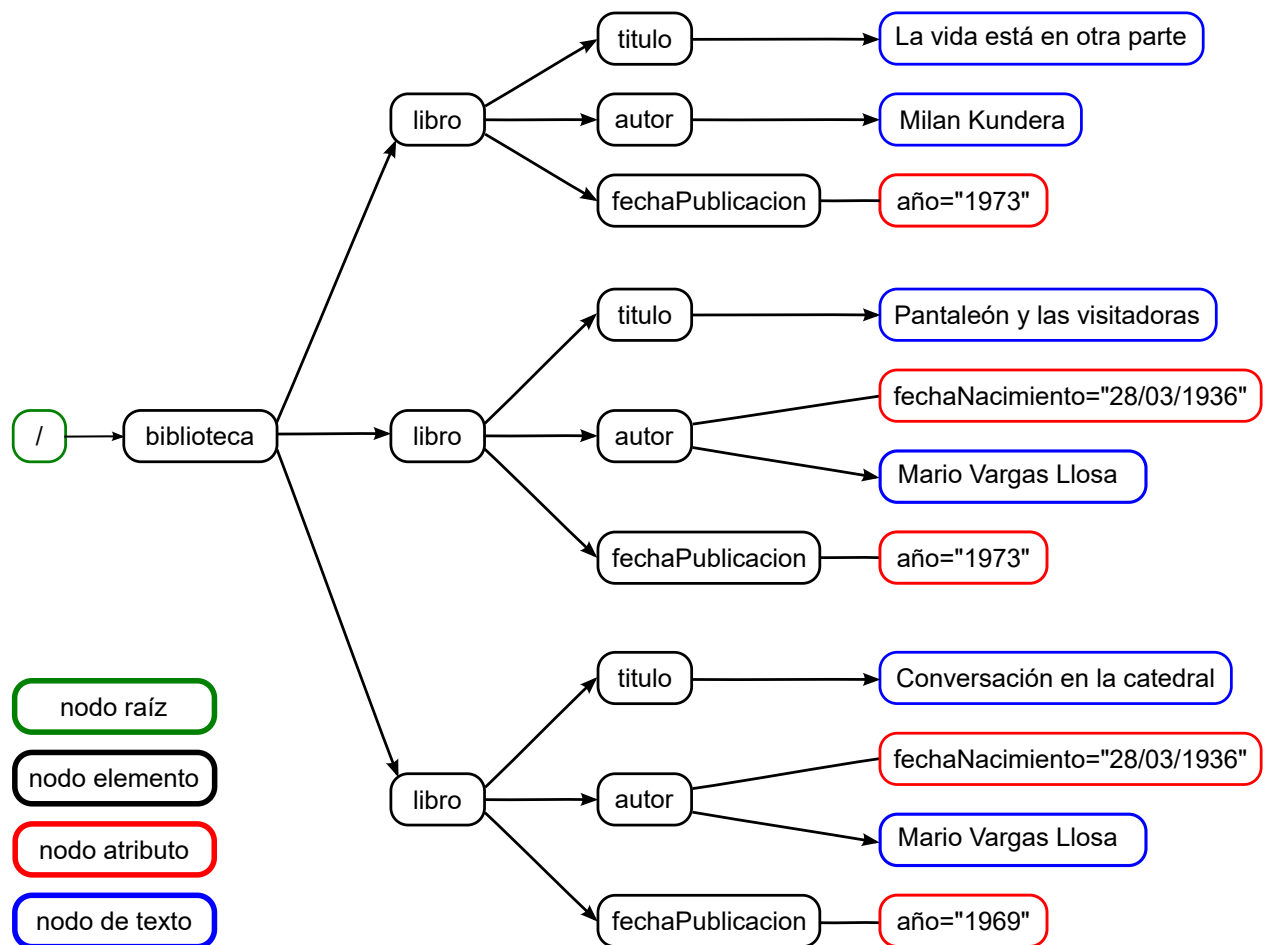 titulo
La vida está en otra parte
libro
autor
Milan Kundera
fechaPublicacion
año="1973"
titulo
Pantaleón y las visitadoras
fechaNacimiento="28/03/1936"
/
biblioteca
libro
autor
Mario Vargas Llosa
fechaPublicacion
año="1973"
titulo
Conversación en la catedral
fechaNacimiento="28/03/1936"
libro
autor
Mario Vargas Llosa
fechaPublicacion
año="1969"
nodo raíz
nodo elemento
nodo atributo
nodo de texto